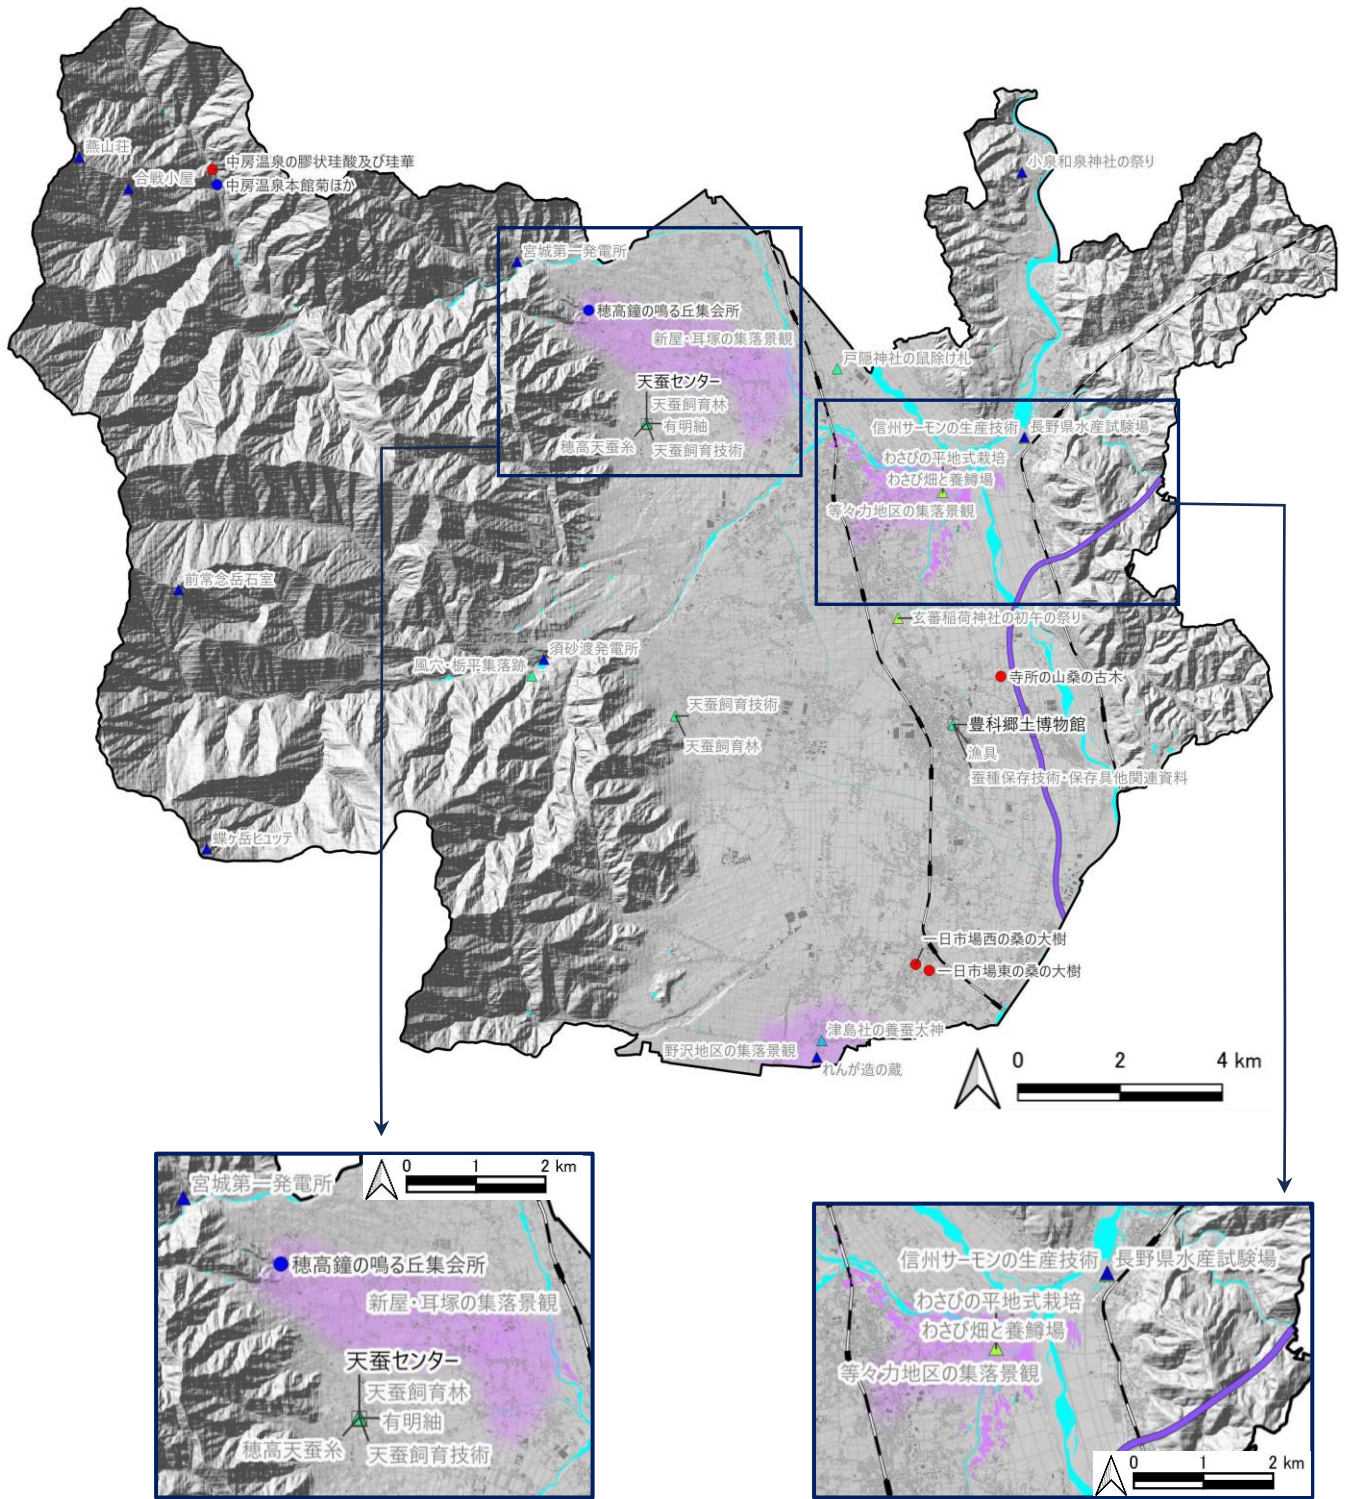 燕山荘
合戦小屋
中房温泉の膠状珪酸及び珪華
中房温泉本館菊ほか
小泉和泉神社の祭り
宮城第一発電所
穂高鐘の鳴る丘集会所
新屋・耳塚の集落景観
戸隠神社の鼠除け札
天蚕センター
天蚕飼育林
有明紬
穂高天蚕糸
天蚕飼育技術
信州サーモンの生産技術
長野県水産試験場
わさびの平地式栽培
わさび畑と養鱒場
等々力地区の集落景観
前常念岳石室
玄蕃稲荷神社の初午の祭り
須砂渡発電所
風穴・栃平集落跡
寺所の山桑の古木
天蚕飼育技術
天蚕飼育林
豊科郷土博物館
漁具
蚕種保存技術・保存具他関連資料
蝶ヶ岳ヒュッテ
一日市場西の桑の大樹
一日市場東の桑の大樹
津島社の養蚕大神
野沢地区の集落景観
れんが造の蔵
0 2 4 km
0 1 2 km
宮城第一発電所
穂高鐘の鳴る丘集会所
新屋・耳塚の集落景観
天蚕センター
天蚕飼育林
有明紬
穂高天蚕糸
天蚕飼育技術
信州サーモンの生産技術
長野県水産試験場
わさびの平地式栽培
わさび畑と養鱒場
等々力地区の集落景観
0 1 2 km